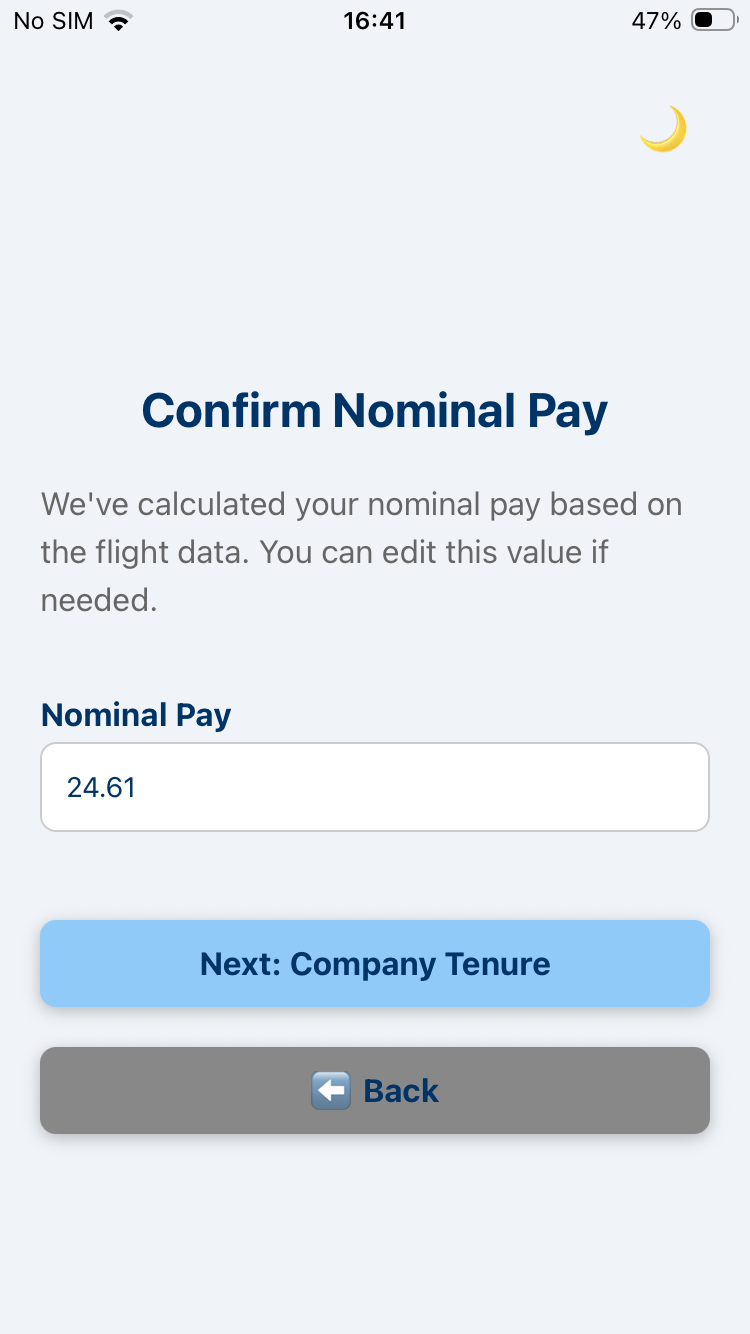 No SIM 16:41 47%
Confirm Nominal Pay
We've calculated your nominal pay based on
the flight data. You can edit this value if
needed.
Nominal Pay
24.61
Next: Company Tenure
Back